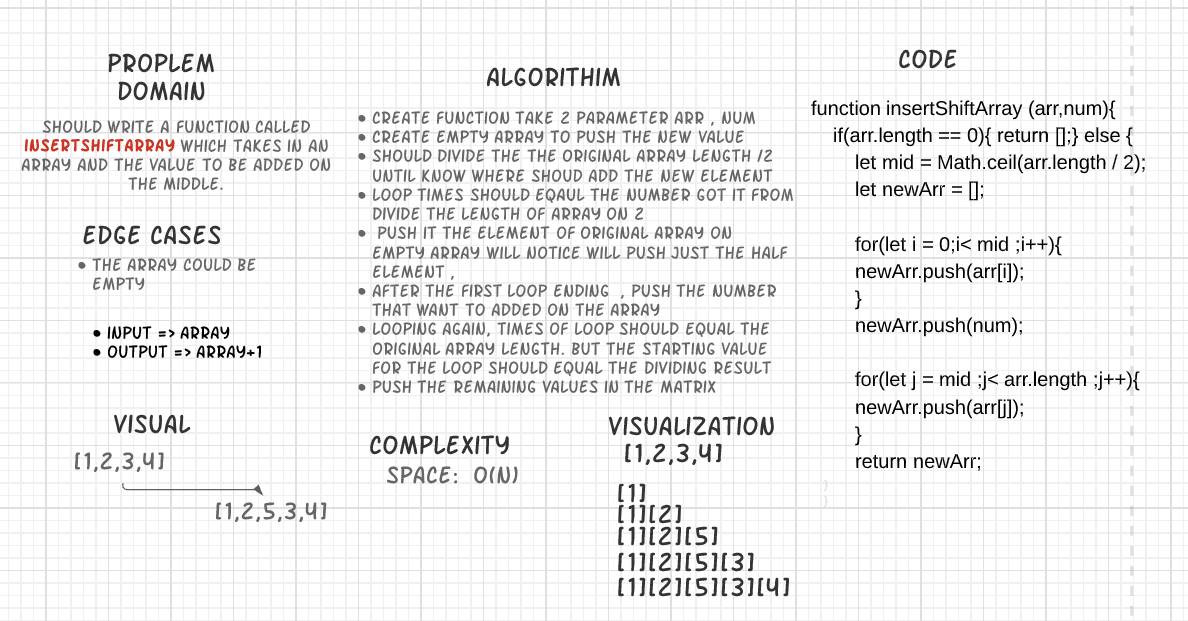 PROPLEM
DOMAIN
SHOULD WRITE A FUNCTION CALLED
INSERTSHIFTARRAY WHICH TAKES IN AN
ARRAY AND THE VALUE TO BE ADDED ON
THE MIDDLE.
EDGE CASES
• THE ARRAY COULD BE
EMPTY
• INPUT => ARRAY
• OUTPUT => ARRAY+1
VISUAL
[1,2,3,4]
[1,2,5,3,4]
ALGORITHIM
• CREATE FUNCTION TAKE 2 PARAMETER ARR , NUM
• CREATE EMPTY ARRAY TO PUSH THE NEW VALUE
• SHOULD DIVIDE THE THE ORIGINAL ARRAY LENGTH /2
UNTIL KNOW WHERE SHOUD ADD THE NEW ELEMENT
• LOOP TIMES SHOULD EQAUL THE NUMBER GOT IT FROM
DIVIDE THE LENGTH OF ARRAY ON 2
• PUSH IT THE ELEMENT OF ORIGINAL ARRAY ON
EMPTY ARRAY WILL NOTICE WILL PUSH JUST THE HALF
ELEMENT ,
• AFTER THE FIRST LOOP ENDING , PUSH THE NUMBER
THAT WANT TO ADDED ON THE ARRAY
• LOOPING AGAIN, TIMES OF LOOP SHOULD EQUAL THE
ORIGINAL ARRAY LENGTH. BUT THE STARTING VALUE
FOR THE LOOP SHOULD EQUAL THE DIVIDING RESULT
• PUSH THE REMAINING VALUES IN THE MATRIX
COMPLEXITY
SPACE: O(N)
VISUALIZATION
[1,2,3,4]
[1]
[1][2]
[1][2][5]
[1][2][5][3]
[1][2][5][3][4]
CODE
function insertShiftArray (arr,num){
if(arr.length == 0){ return [];} else {
let mid = Math.ceil(arr.length / 2);
let newArr = [];
for(let i = 0;i< mid ;i++){
newArr.push(arr[i]);
}
newArr.push(num);
for(let j = mid ;j< arr.length ;j++){
newArr.push(arr[j]);
}
return newArr;
}
}